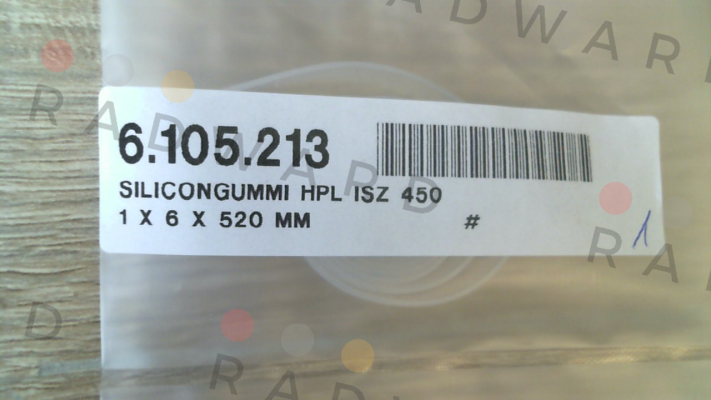 RADWARD
6.105.213
SILICONGUMMI HPL ISZ 450
1 X 6 X 520 MM #
1